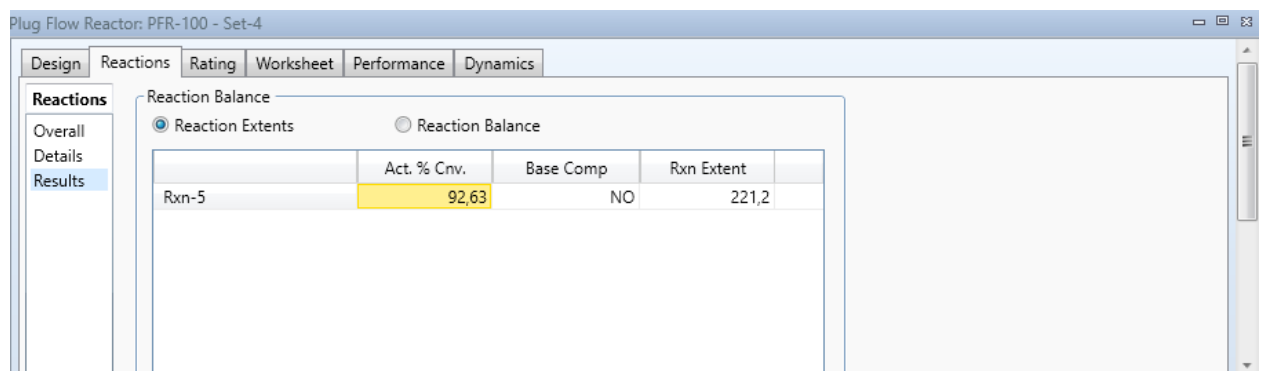 Plug Flow Reactor: PFR-100 - Set-4
Design Reactions Rating Worksheet Performance Dynamics
Reactions
Overall
Details
Results
Reaction Balance
Reaction Extents Reaction Balance
Act. % Cnv. Base Comp Rxn Extent
Rxn-5 92,63 NO 221,2